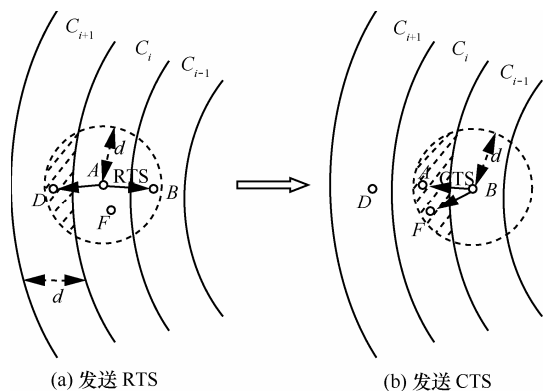 C_{i+1} C_i C_{i-1}
d
A RTS
D B
F
d
(a) 发送 RTS
C_{i+1} C_i C_{i-1}
d
A CTS
D B
F
(b) 发送 CTS